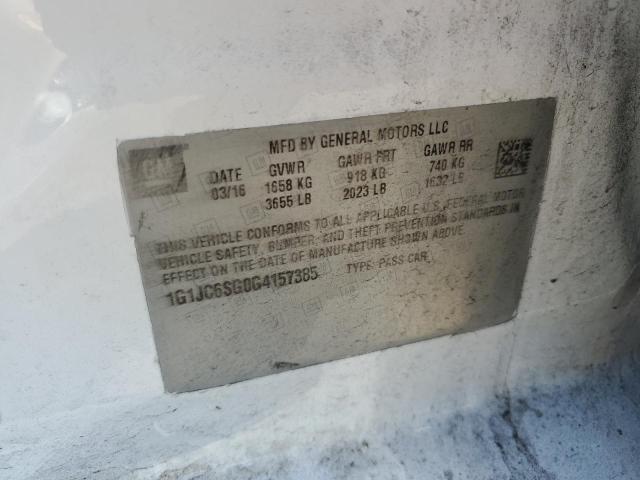 GM
MFD BY GENERAL MOTORS LLC
DATE GVWR GAWR FRT GAWR RR
03/16 1658 KG 918 KG 740 KG
3655 LB 2023 LB 1632 LB
THIS VEHICLE CONFORMS TO ALL APPLICABLE U.S. FEDERAL MOTOR
VEHICLE SAFETY, BUMPER, AND THEFT PREVENTION STANDARDS IN
EFFECT ON THE DATE OF MANUFACTURE SHOWN ABOVE.
1G1JC6SG0G4157385 TYPE: PASS CAR